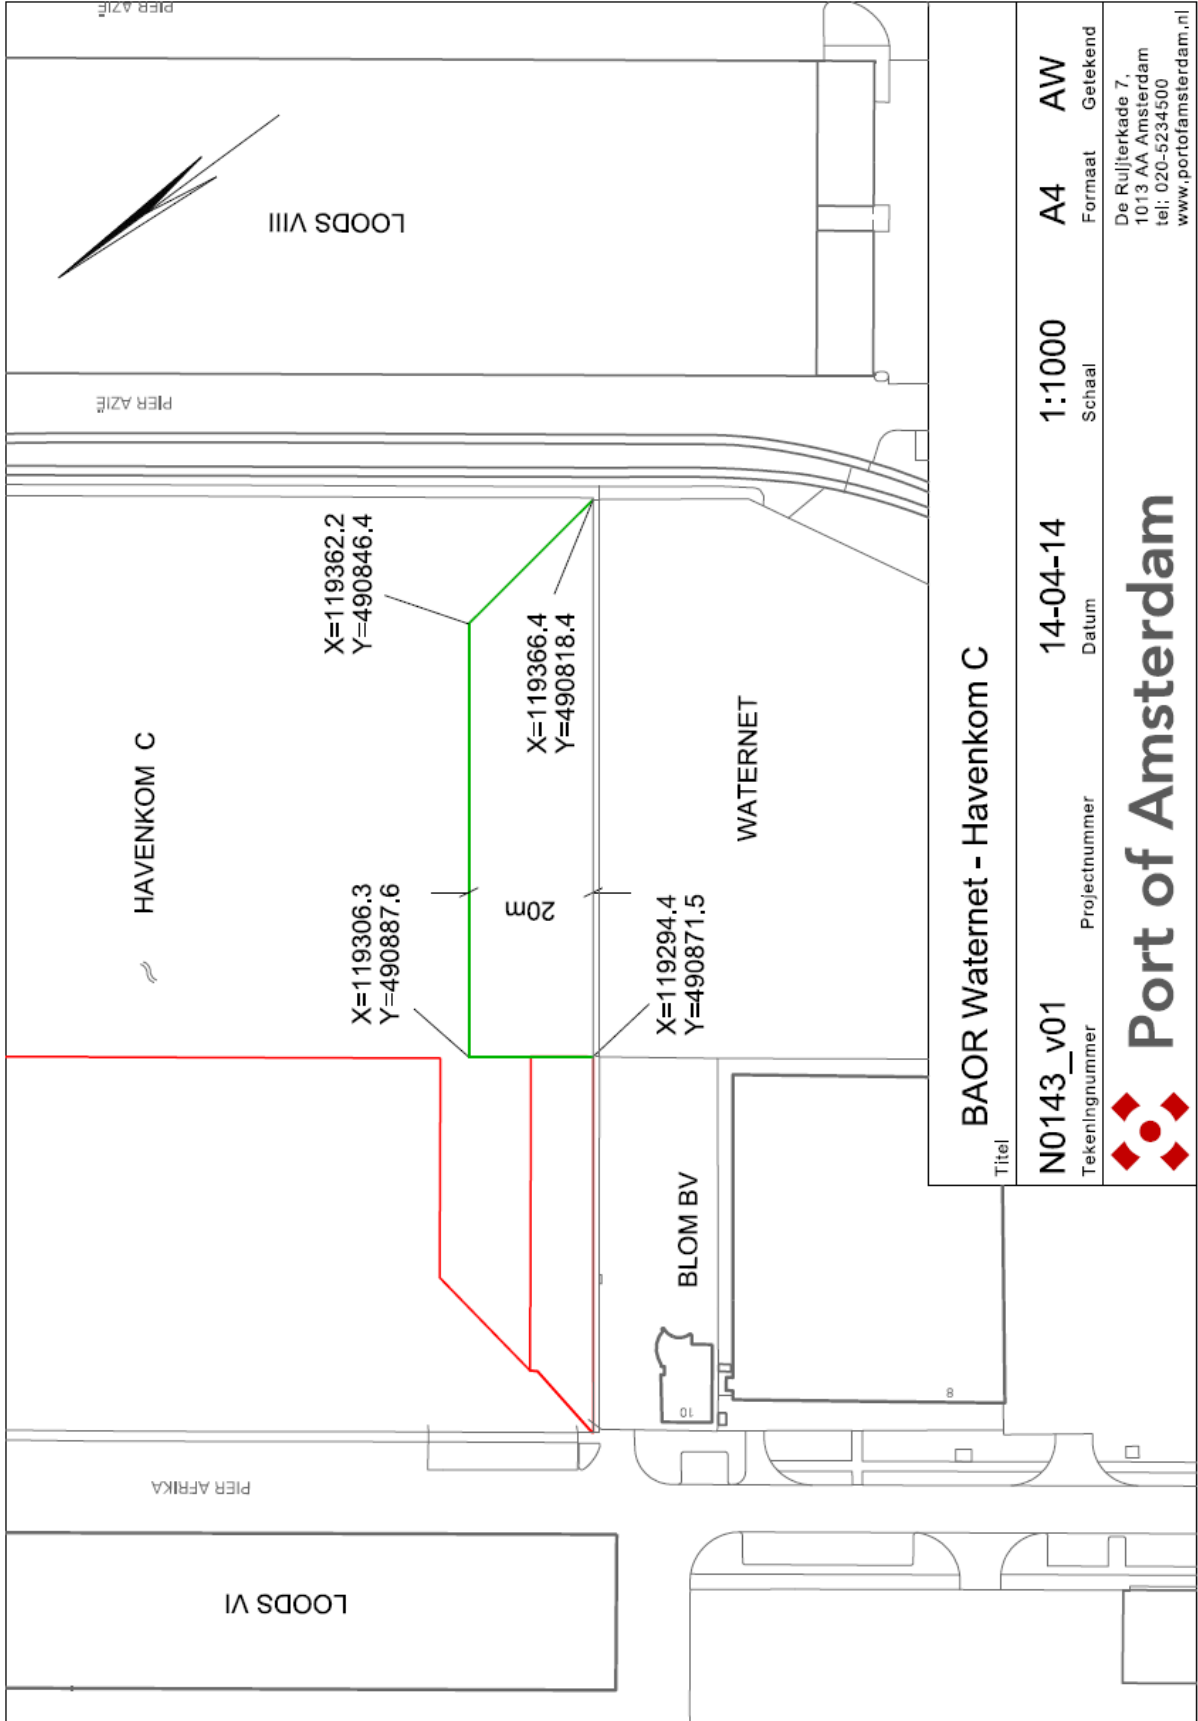 PIER AZIË
LOODS VIII
PIER AZIË
HAVENKOM C
X=119362.2
Y=490846.4
X=119366.4
Y=490818.4
X=119306.3
Y=490887.6
20m
X=119294.4
Y=490871.5
WATERNET
BLOM BV
10
8
PIER AFRIKA
LOODS VI
BAOR Waternet - Havenkom C
Titel
N0143_v01
Tekeningnummer
Projectnummer
14-04-14
Datum
1:1000
Schaal
A4
Formaat
AW
Getekend
Port of Amsterdam
De Ruijterkade 7,
1013 AA Amsterdam
tel: 020-5234500
www.portofamsterdam.nl